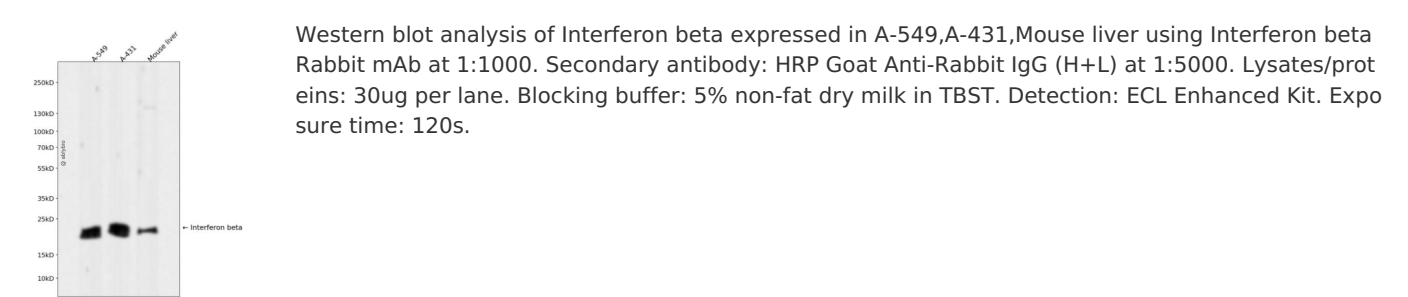 A-549
A-431
Mouse liver
250kD
130kD
100kD
70kD
55kD
35kD
25kD
15kD
10kD
← Interferon beta
Western blot analysis of Interferon beta expressed in A-549,A-431,Mouse liver using Interferon beta
Rabbit mAb at 1:1000. Secondary antibody: HRP Goat Anti-Rabbit IgG (H+L) at 1:5000. Lysates/prot
eins: 30ug per lane. Blocking buffer: 5% non-fat dry milk in TBST. Detection: ECL Enhanced Kit. Expo
sure time: 120s.